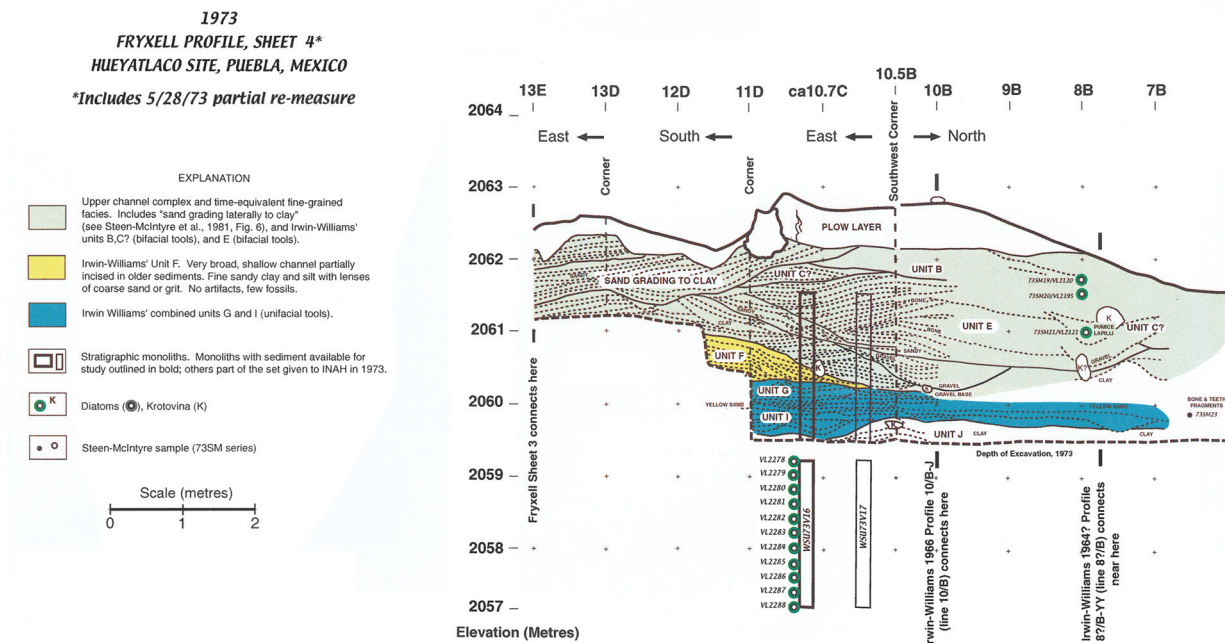 1973
FRYXELL PROFILE, SHEET 4*
HUEYATLACO SITE, PUEBLA, MEXICO
*Includes 5/28/73 partial re-measure
EXPLANATION
Upper channel complex and time-equivalent fine-grained
facies. Includes "sand grading laterally to clay"
(see Steen-McIntyre et al., 1981, Fig. 6), and Irwin-Williams'
units B,C? (bifacial tools), and E (bifacial tools).
Irwin-Williams' Unit F. Very broad, shallow channel partially
incised in older sediments. Fine sandy clay and silt with lenses
of coarse sand or grit. No artifacts, few fossils.
Irwin Williams' combined units G and I (unifacial tools).
Stratigraphic monoliths. Monoliths with sediment available for
study outlined in bold; others part of the set given to INAH in 1973.
K
Diatoms ( ), Krotovina (K)
Steen-McIntyre sample (73SM series)
Scale (metres)
0 1 2
10.5B
13E 13D 12D 11D ca10.7C 10B 9B 8B 7B
2064
East South East North
Corner
Corner
Southwest Corner
2063
PLOW LAYER
2062
SANDY
SAND GRADING TO CLAY
UNIT C?
UNIT B
73SM19/VL2120
73SM20/VL2195
BONE
SANDY
CLAY
BONE
UNIT E
K
73SM21/VL2121
PUMICE
LAPILLI
UNIT C?
2061
UNIT F
GRAVEL
SANDY
K
K
GRAVEL
GRAVEL BASE
K?
GRAVEL
CLAY
UNIT G
YELLOW SAND
UNIT I
YELLOW SAND
BONE & TEETH
FRAGMENTS
73SM23
2060
K
CLAY
UNIT J
CLAY
CLAY
Depth of Excavation, 1973
2059
2058
2057
Elevation (Metres)
Fryxell Sheet 3 connects here
VL2278
VL2279
VL2280
VL2281
VL2282
VL2283
VL2284
VL2285
VL2286
VL2287
VL2288
WSU73V16
WSU73V17
Irwin-Williams 1966 Profile 10/B-J
(line 10/B) connects here
Irwin-Williams 1964? Profile
8?/B-YY (line 8?/B) connects
near here